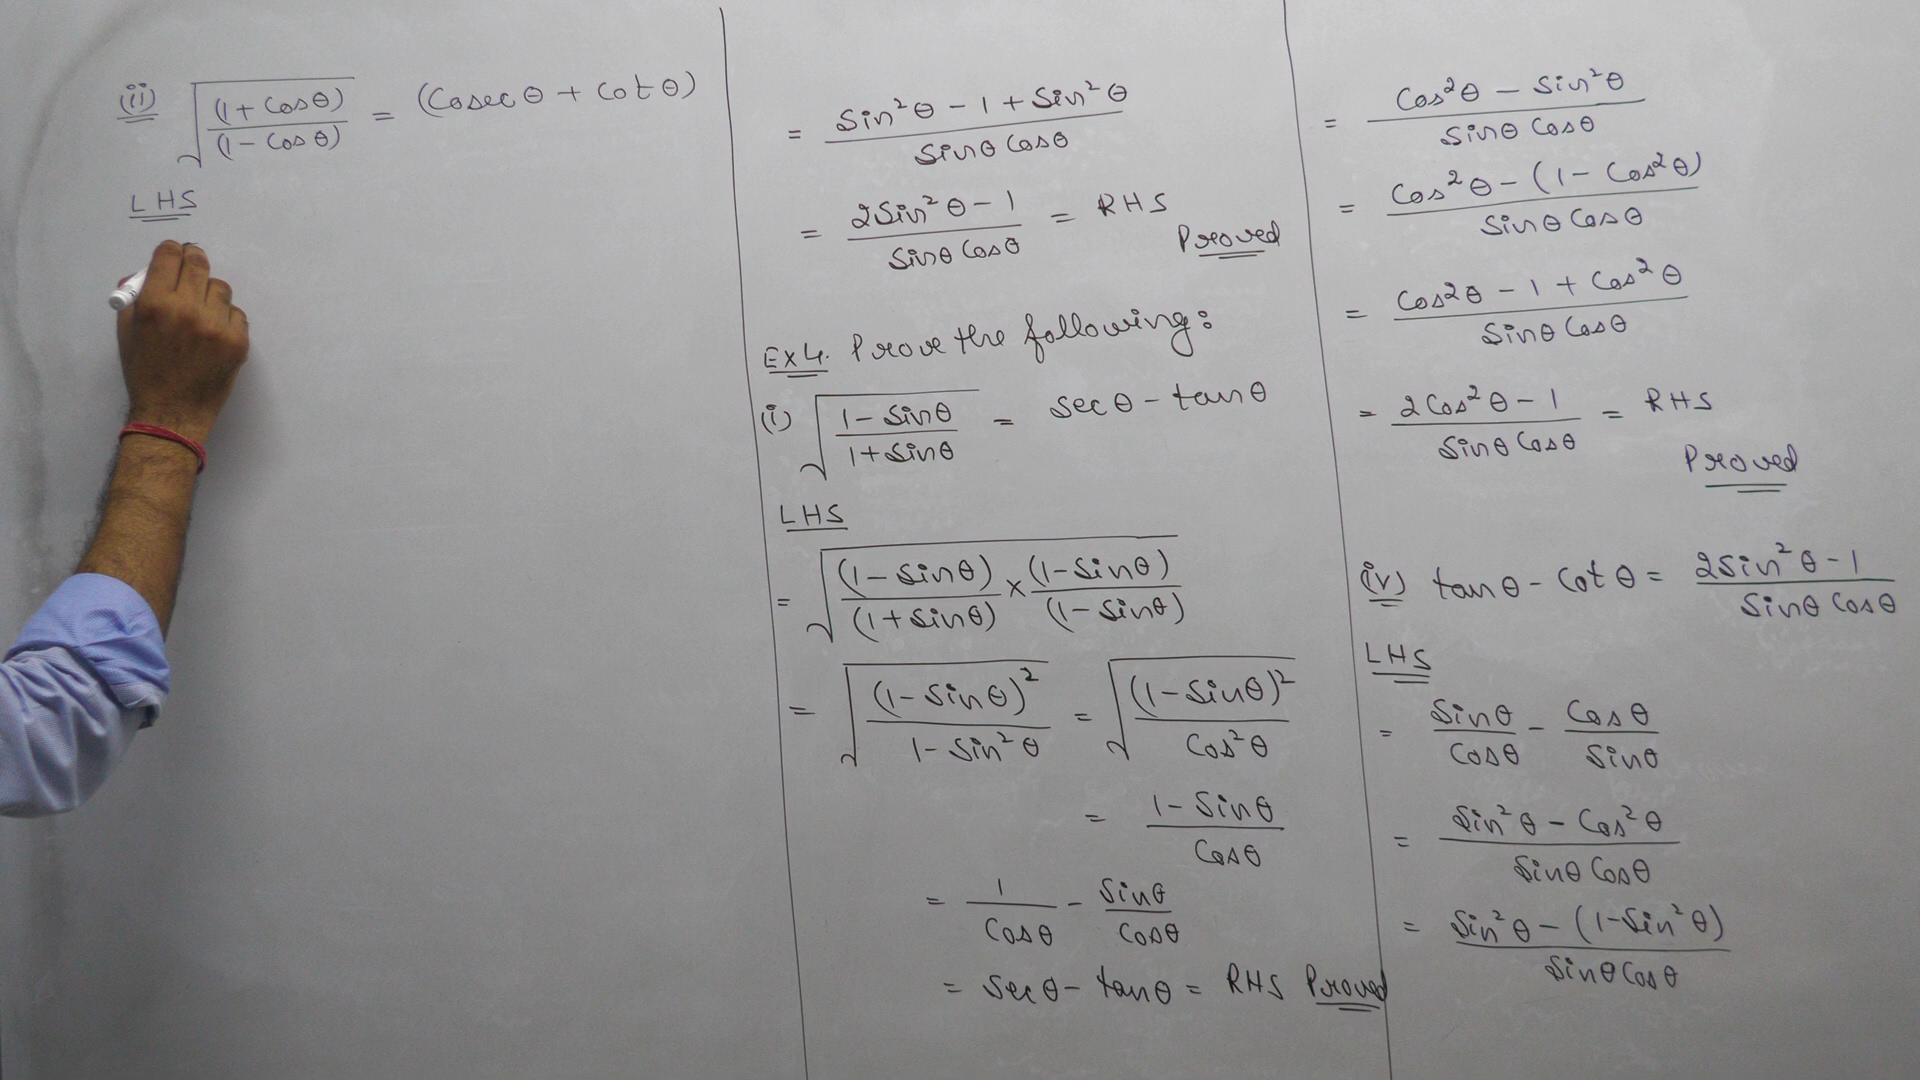 (ii) √((1 + Cosθ)/(1 - Cosθ)) = (Cosec θ + Cot θ)
LHS
= (Sin²θ - 1 + Sin²θ)/(Sinθ Cosθ)
= (2Sin²θ - 1)/(Sinθ Cosθ) = RHS
Proved
Ex 4. Prove the following:
(i) √((1 - Sinθ)/(1 + Sinθ)) = Secθ - tanθ
LHS
= √((1 - Sinθ)/(1 + Sinθ) × (1 - Sinθ)/(1 - Sinθ))
= √((1 - Sinθ)²/(1 - Sin²θ)) = √((1 - Sinθ)²/Cos²θ)
= (1 - Sinθ)/Cosθ
= 1/Cosθ - Sinθ/Cosθ
= Secθ - tanθ = RHS Proved
= (Cos²θ - Sin²θ)/(Sinθ Cosθ)
= (Cos²θ - (1 - Cos²θ))/(Sinθ Cosθ)
= (Cos²θ - 1 + Cos²θ)/(Sinθ Cosθ)
= (2Cos²θ - 1)/(Sinθ Cosθ) = RHS
Proved
(iv) tanθ - Cotθ = (2Sin²θ - 1)/(Sinθ Cosθ)
LHS
= Sinθ/Cosθ - Cosθ/Sinθ
= (Sin²θ - Cos²θ)/(Sinθ Cosθ)
= (Sin²θ - (1 - Sin²θ))/(Sinθ Cosθ)